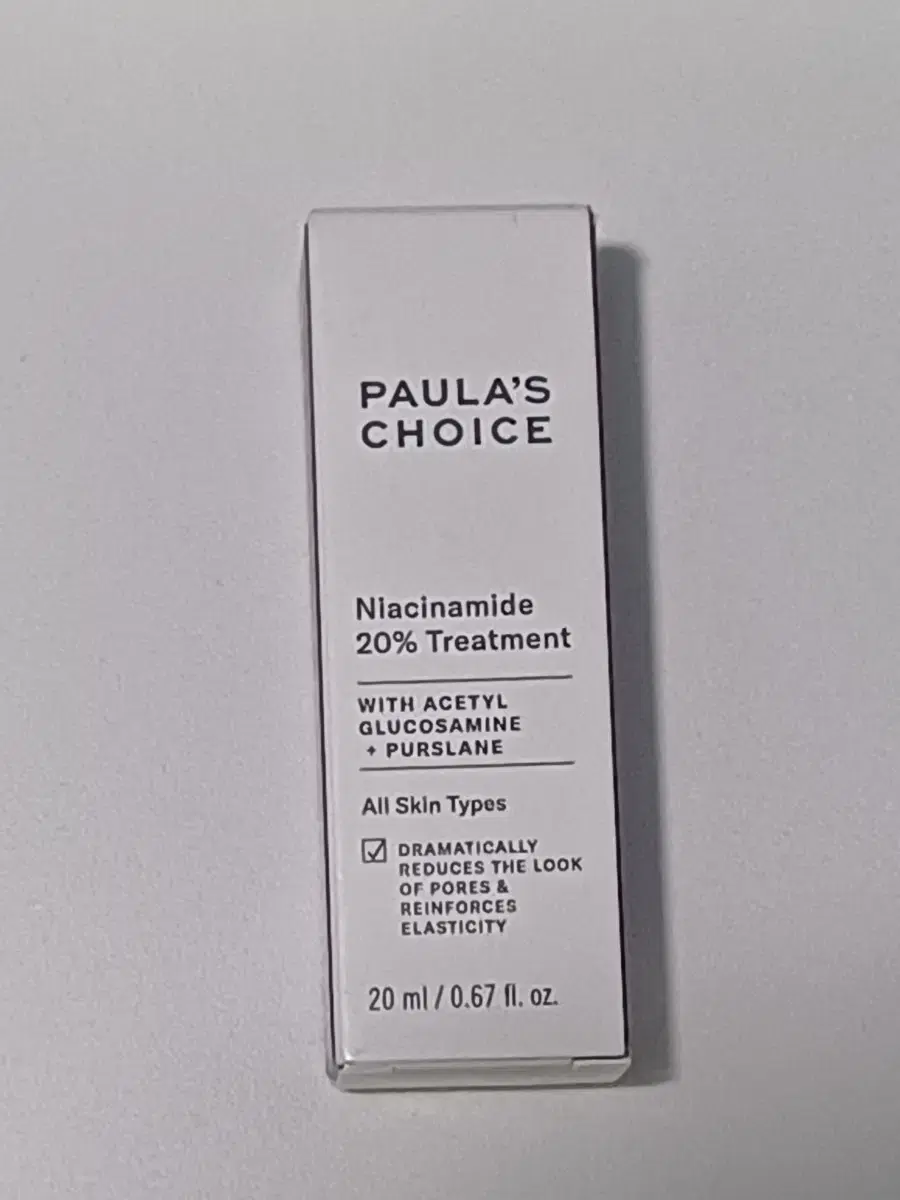 PAULA'S
CHOICE
Niacinamide
20% Treatment
WITH ACETYL
GLUCOSAMINE
+ PURSLANE
All Skin Types
DRAMATICALLY
REDUCES THE LOOK
OF PORES &
REINFORCES
ELASTICITY
20 ml / 0.67 fl. oz.